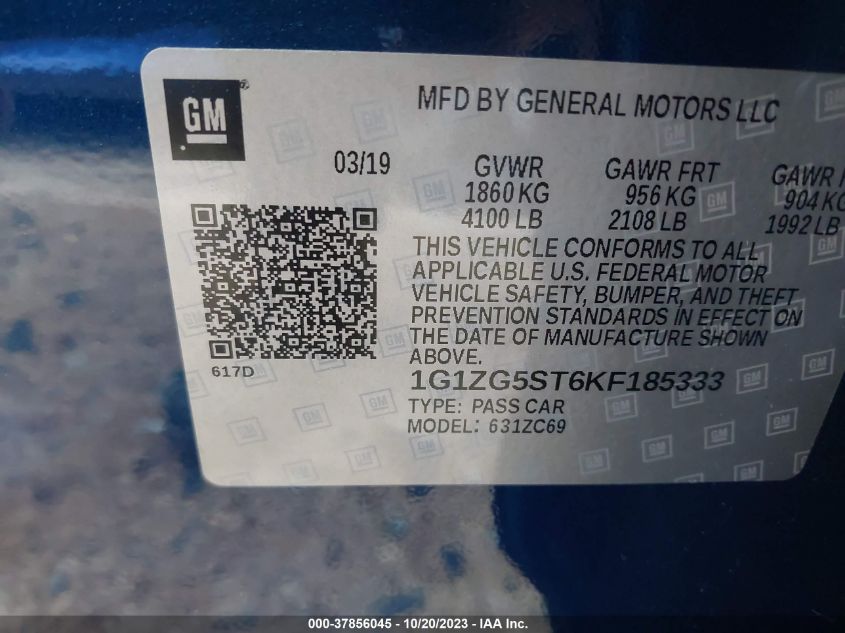 GM
MFD BY GENERAL MOTORS LLC
03/19
GVWR GAWR FRT GAWR
1860 KG 956 KG 904 KG
4100 LB 2108 LB 1992 LB
THIS VEHICLE CONFORMS TO ALL
APPLICABLE U.S. FEDERAL MOTOR
VEHICLE SAFETY, BUMPER, AND THEFT
PREVENTION STANDARDS IN EFFECT ON
THE DATE OF MANUFACTURE SHOWN
ABOVE.
617D
1G1ZG5ST6KF185333
TYPE: PASS CAR
MODEL: 631ZC69
000-37856045 - 10/20/2023 - IAA Inc.